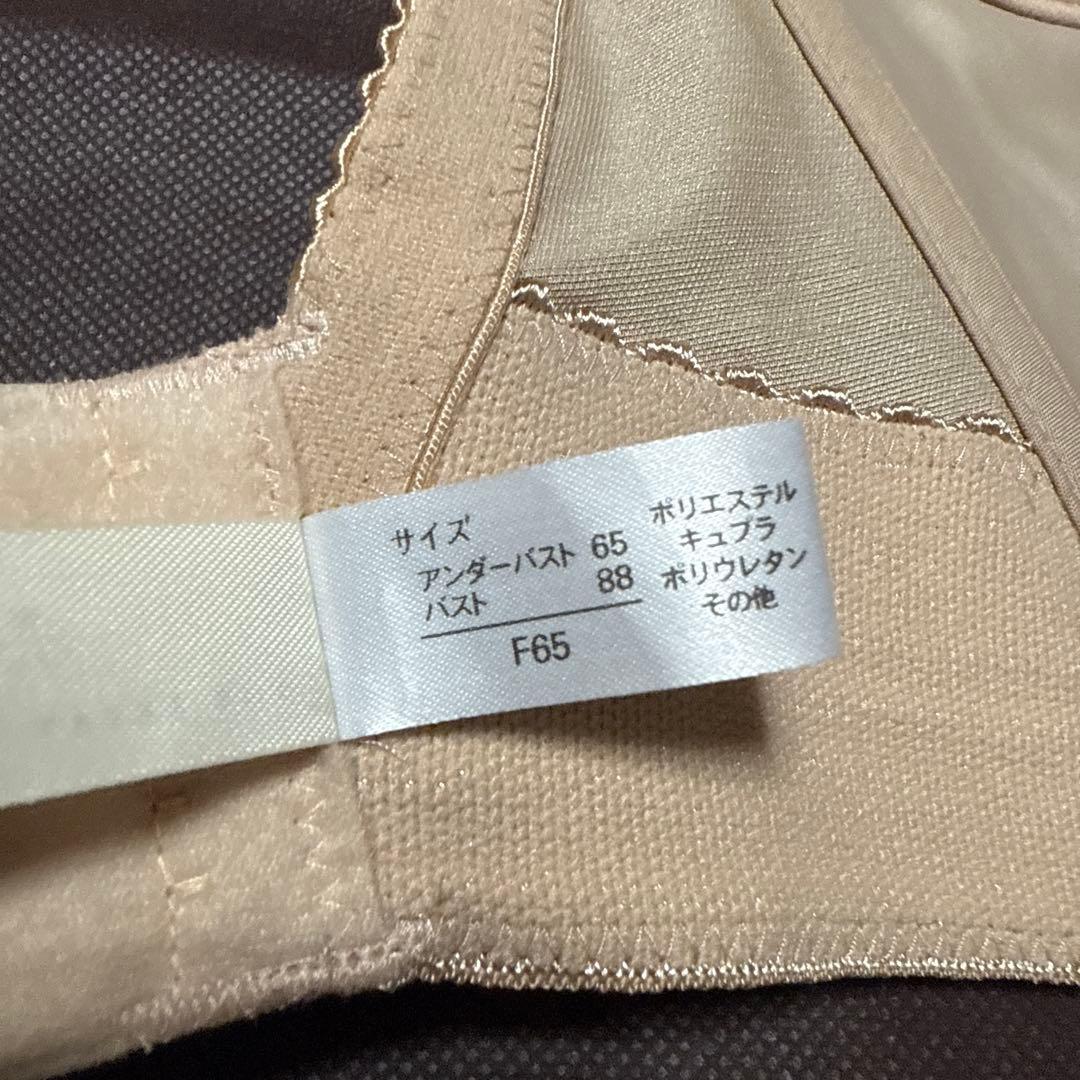 サイズ
アンダーバスト 65
バスト 88
F65
ポリエステル
キュプラ
ポリウレタン
その他